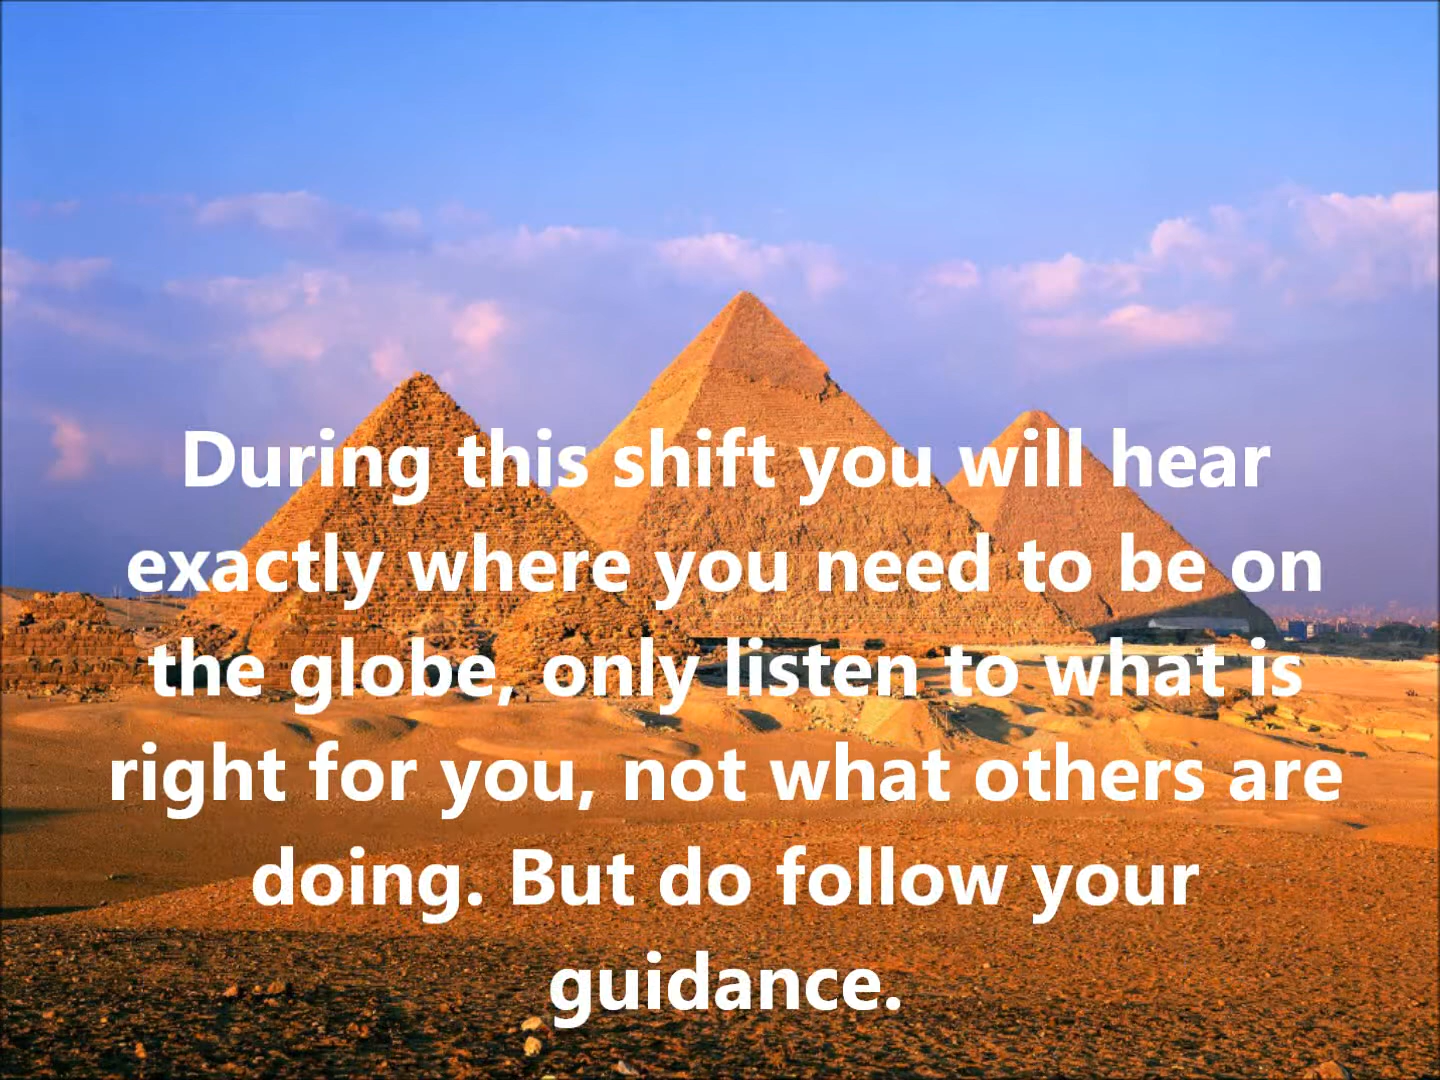 During this shift you will hear
exactly where you need to be on
the globe, only listen to what is
right for you, not what others are
doing. But do follow your
guidance.